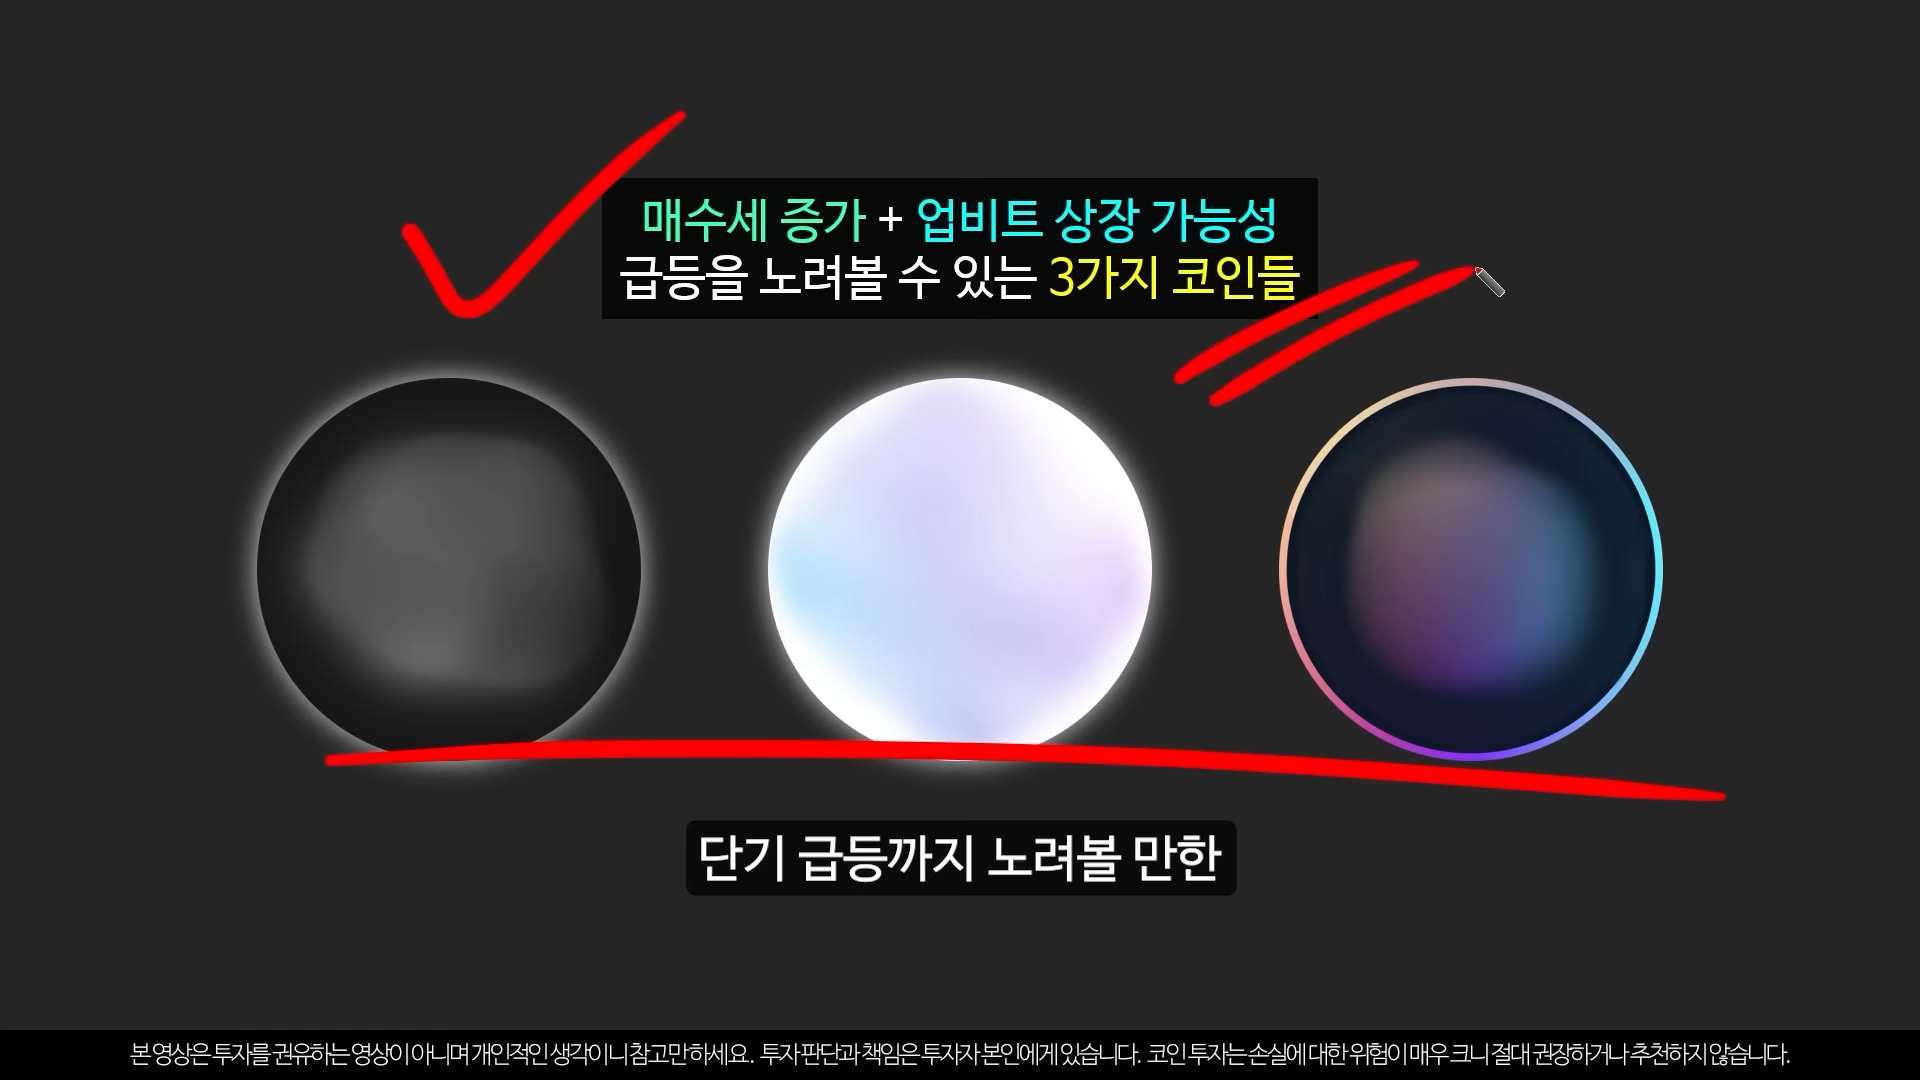 매수세 증가 + 업비트 상장 가능성
급등을 노려볼 수 있는 3가지 코인들
단기 급등까지 노려볼 만한
본 영상은 투자를 권유하는 영상이 아니며 개인적인 생각이니 참고만 하세요. 투자 판단과 책임은 투자자 본인에게 있습니다. 코인 투자는 손실에 대한 위험이 매우 크니 절대 권장하거나 추천하지 않습니다.